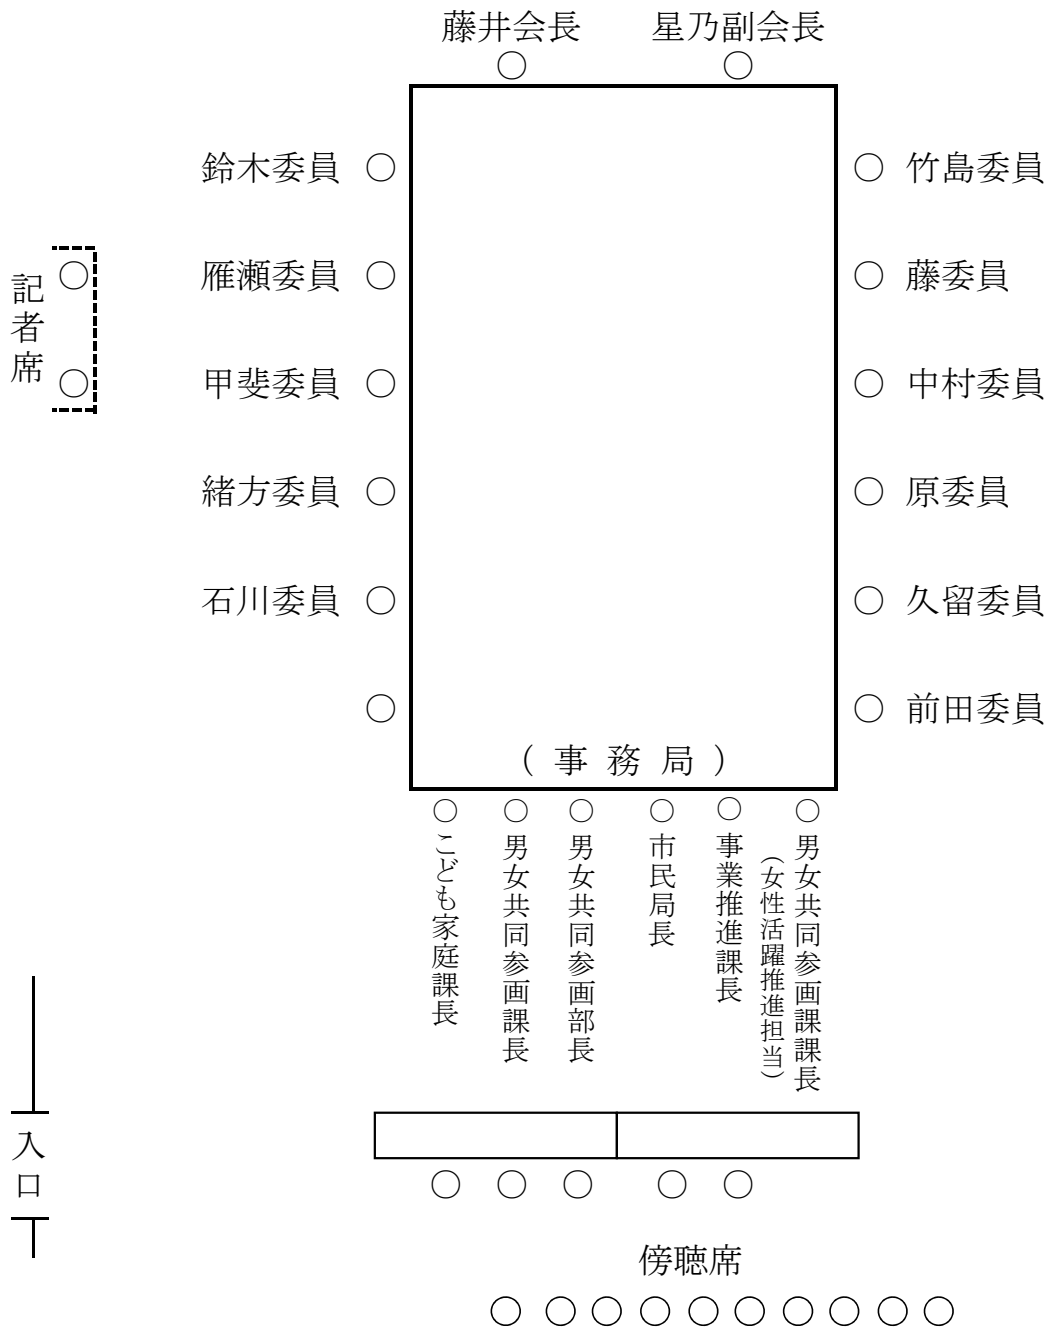 藤井会長
星乃副会長
鈴木委員
竹島委員
雁瀬委員
藤委員
記者席
甲斐委員
中村委員
緒方委員
原委員
石川委員
久留委員
前田委員
(事務局)
こども家庭課長
男女共同参画課長
男女共同参画部長
市民局長
事業推進課長
男女共同参画課課長
(女性活躍推進担当)
入口
傍聴席